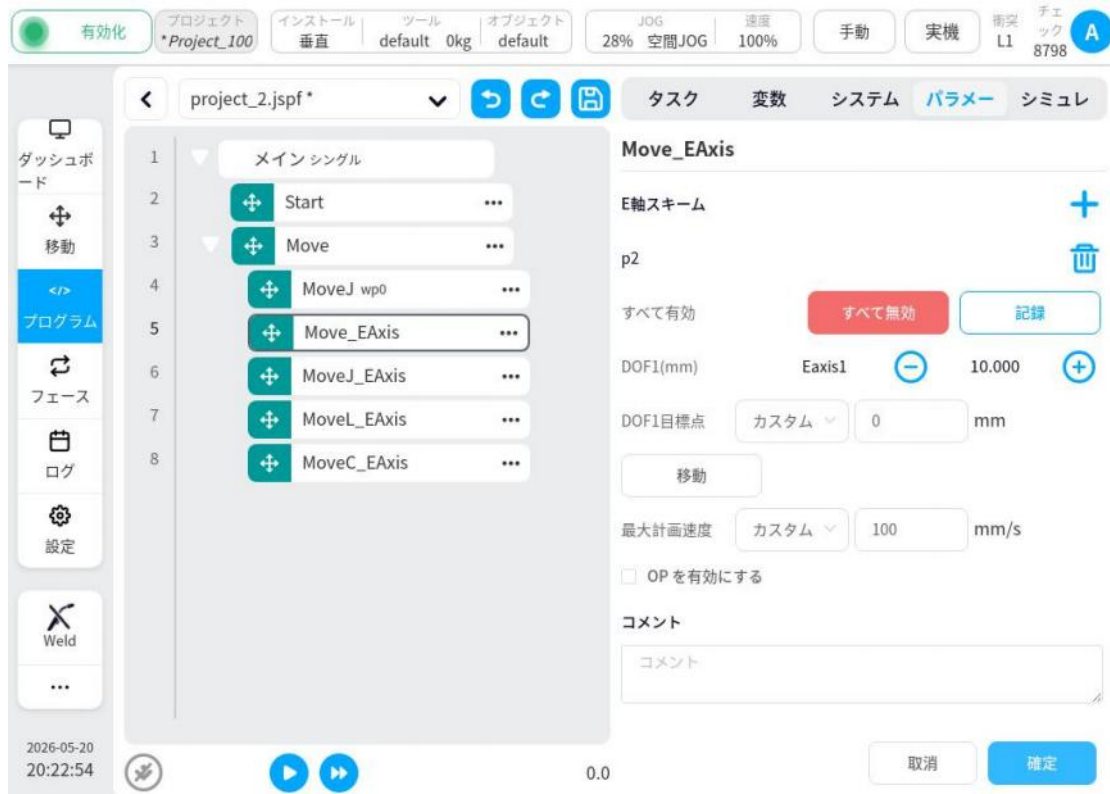 有効化
プロジェクト
*Project_100
インストール
垂直
ツール
default 0kg
オブジェクト
default
JOG
28% 空間JOG
速度
100%
手動
実機
衝突
L1
チェ
ック
8798
A
project_2.jspf *
タスク
変数
システム
パラメー
シミュレ
ダッシュボ
ード
移動
</>
プログラム
フェース
ログ
設定
Weld
...
2026-05-20
20:22:54
1 メイン シングル
2 Start ...
3 Move ...
4 MoveJ wp0 ...
5 Move_EAxis ...
6 MoveJ_EAxis ...
7 MoveL_EAxis ...
8 MoveC_EAxis ...
0.0
Move_EAxis
E軸スキーム
p2
すべて有効 すべて無効 記録
DOF1(mm) Eaxis1 10.000
DOF1目標点 カスタム 0 mm
移動
最大計画速度 カスタム 100 mm/s
OP を有効にする
コメント
コメント
取消 確定